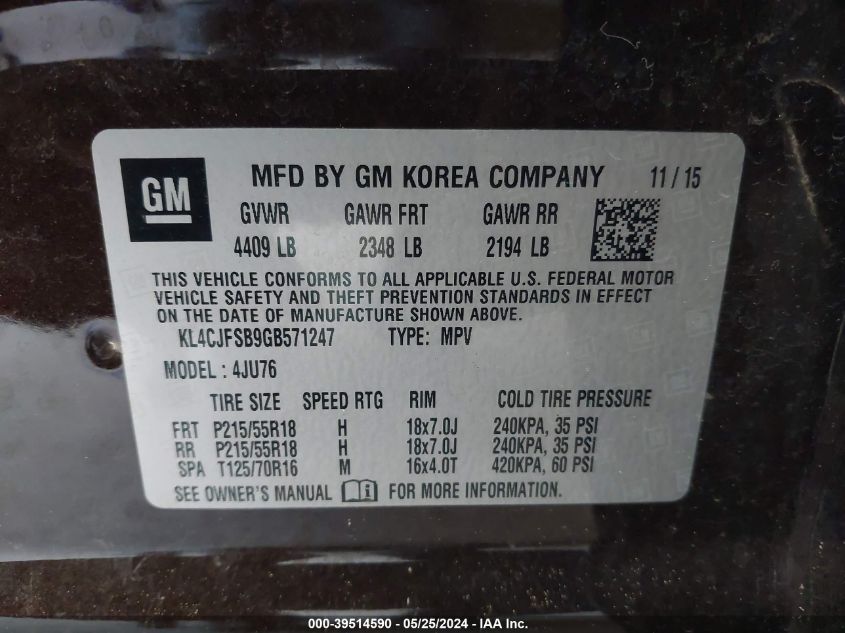 GM
MFD BY GM KOREA COMPANY 11 / 15
GVWR GAWR FRT GAWR RR
4409 LB 2348 LB 2194 LB
THIS VEHICLE CONFORMS TO ALL APPLICABLE U.S. FEDERAL MOTOR
VEHICLE SAFETY AND THEFT PREVENTION STANDARDS IN EFFECT
ON THE DATE OF MANUFACTURE SHOWN ABOVE.
KL4CJFSB9GB571247 TYPE: MPV
MODEL : 4JU76
TIRE SIZE SPEED RTG RIM COLD TIRE PRESSURE
FRT P215/55R18 H 18x7.0J 240KPA, 35 PSI
RR P215/55R18 H 18x7.0J 240KPA, 35 PSI
SPA T125/70R16 M 16x4.0T 420KPA, 60 PSI
SEE OWNER'S MANUAL FOR MORE INFORMATION.
000-39514590 - 05/25/2024 - Copart, Inc.